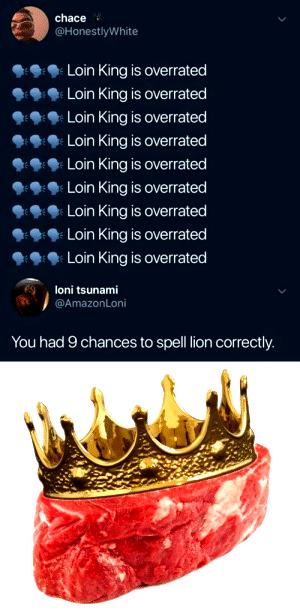 chace
@HonestlyWhite
🗣🗣🗣 Loin King is overrated
🗣🗣🗣 Loin King is overrated
🗣🗣🗣 Loin King is overrated
🗣🗣🗣 Loin King is overrated
🗣🗣🗣 Loin King is overrated
🗣🗣🗣 Loin King is overrated
🗣🗣🗣 Loin King is overrated
🗣🗣🗣 Loin King is overrated
🗣🗣🗣 Loin King is overrated
loni tsunami
@AmazonLoni
You had 9 chances to spell lion correctly.